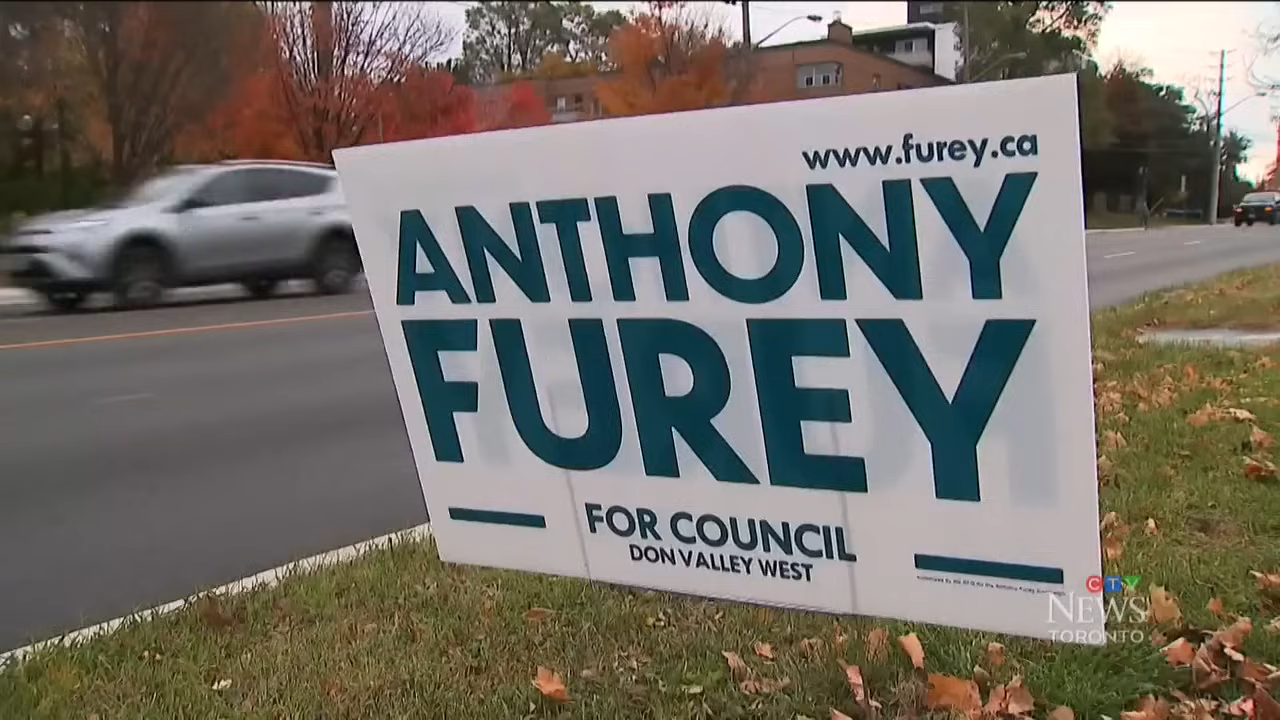 www.furey.ca
ANTHONY
FUREY
FOR COUNCIL
DON VALLEY WEST
CTV
NEWS
TORONTO